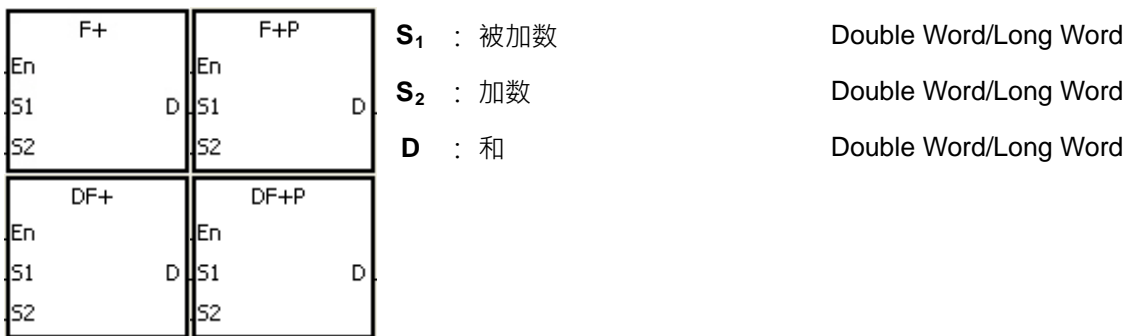 F+ F+P
En En
S1 D S1 D
S2 S2
DF+ DF+P
En En
S1 D S1 D
S2 S2
S₁ : 被加数 Double Word/Long Word
S₂ : 加数 Double Word/Long Word
D : 和 Double Word/Long Word